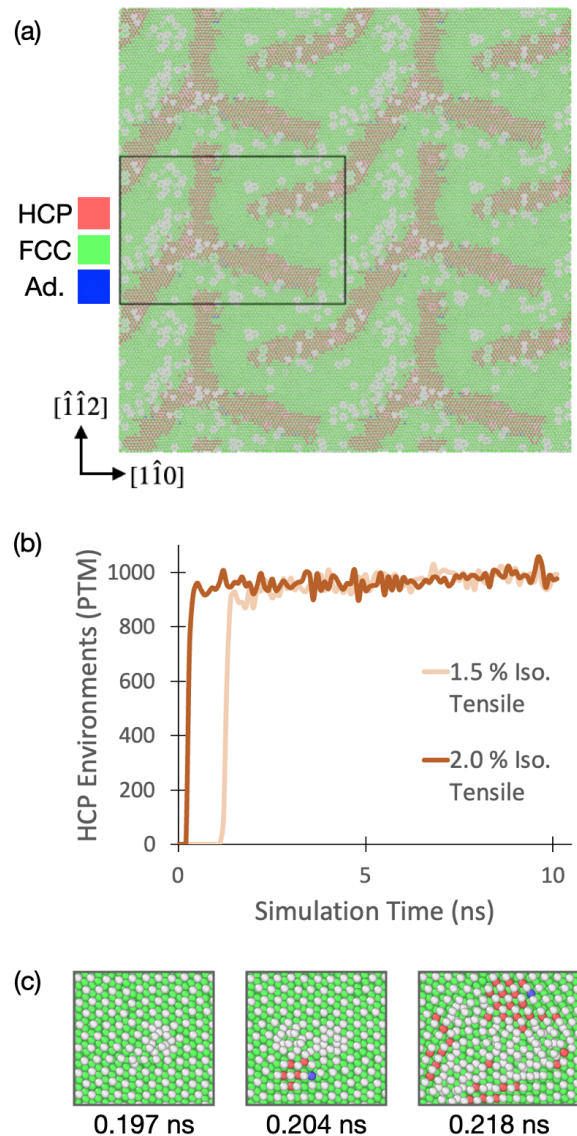 (a)
HCP
FCC
Ad.
[1̂1̂2]
[11̂0]
(b)
HCP Environments (PTM)
1000
800
600
400
200
0
0
5
10
1.5 % Iso.
Tensile
2.0 % Iso.
Tensile
Simulation Time (ns)
(c)
0.197 ns
0.204 ns
0.218 ns